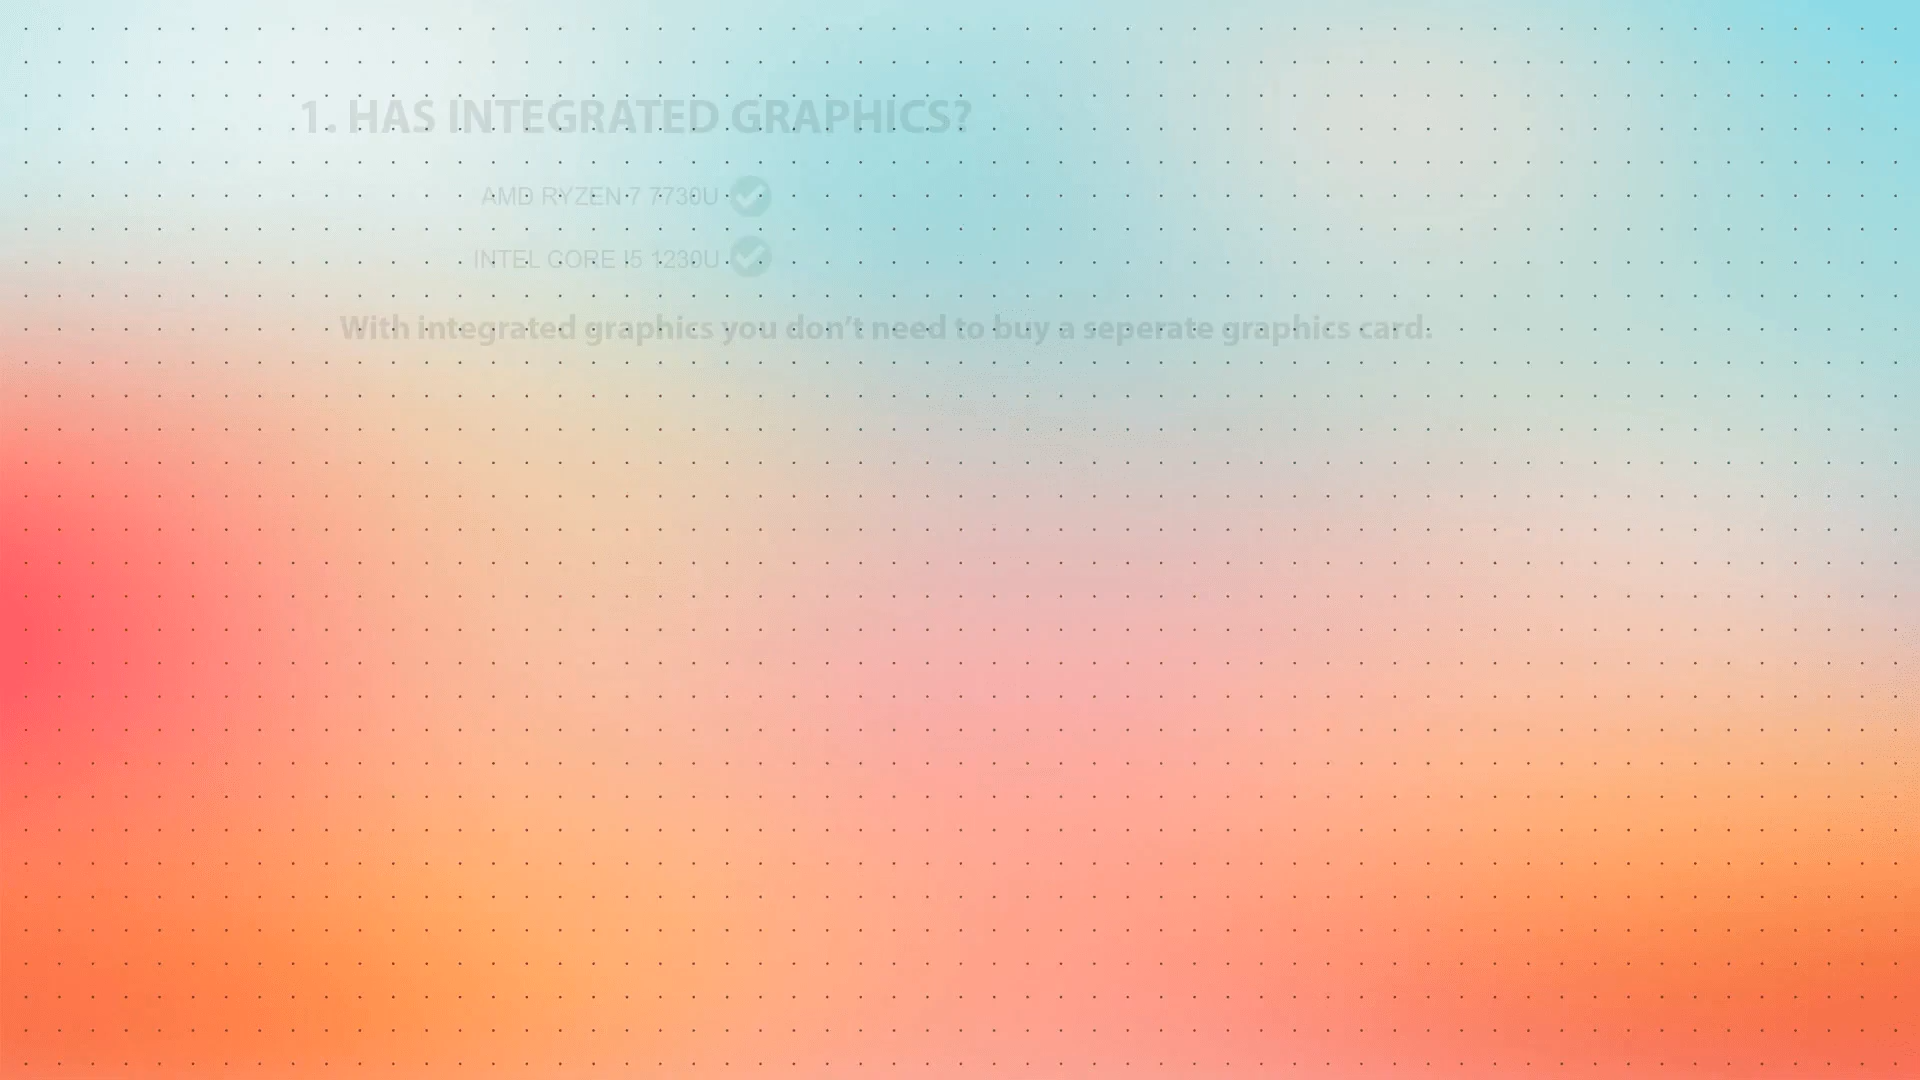 1. HAS INTEGRATED GRAPHICS?
AMD RYZEN 7 7730U
INTEL CORE I5 1230U
With integrated graphics you don’t need to buy a seperate graphics card.